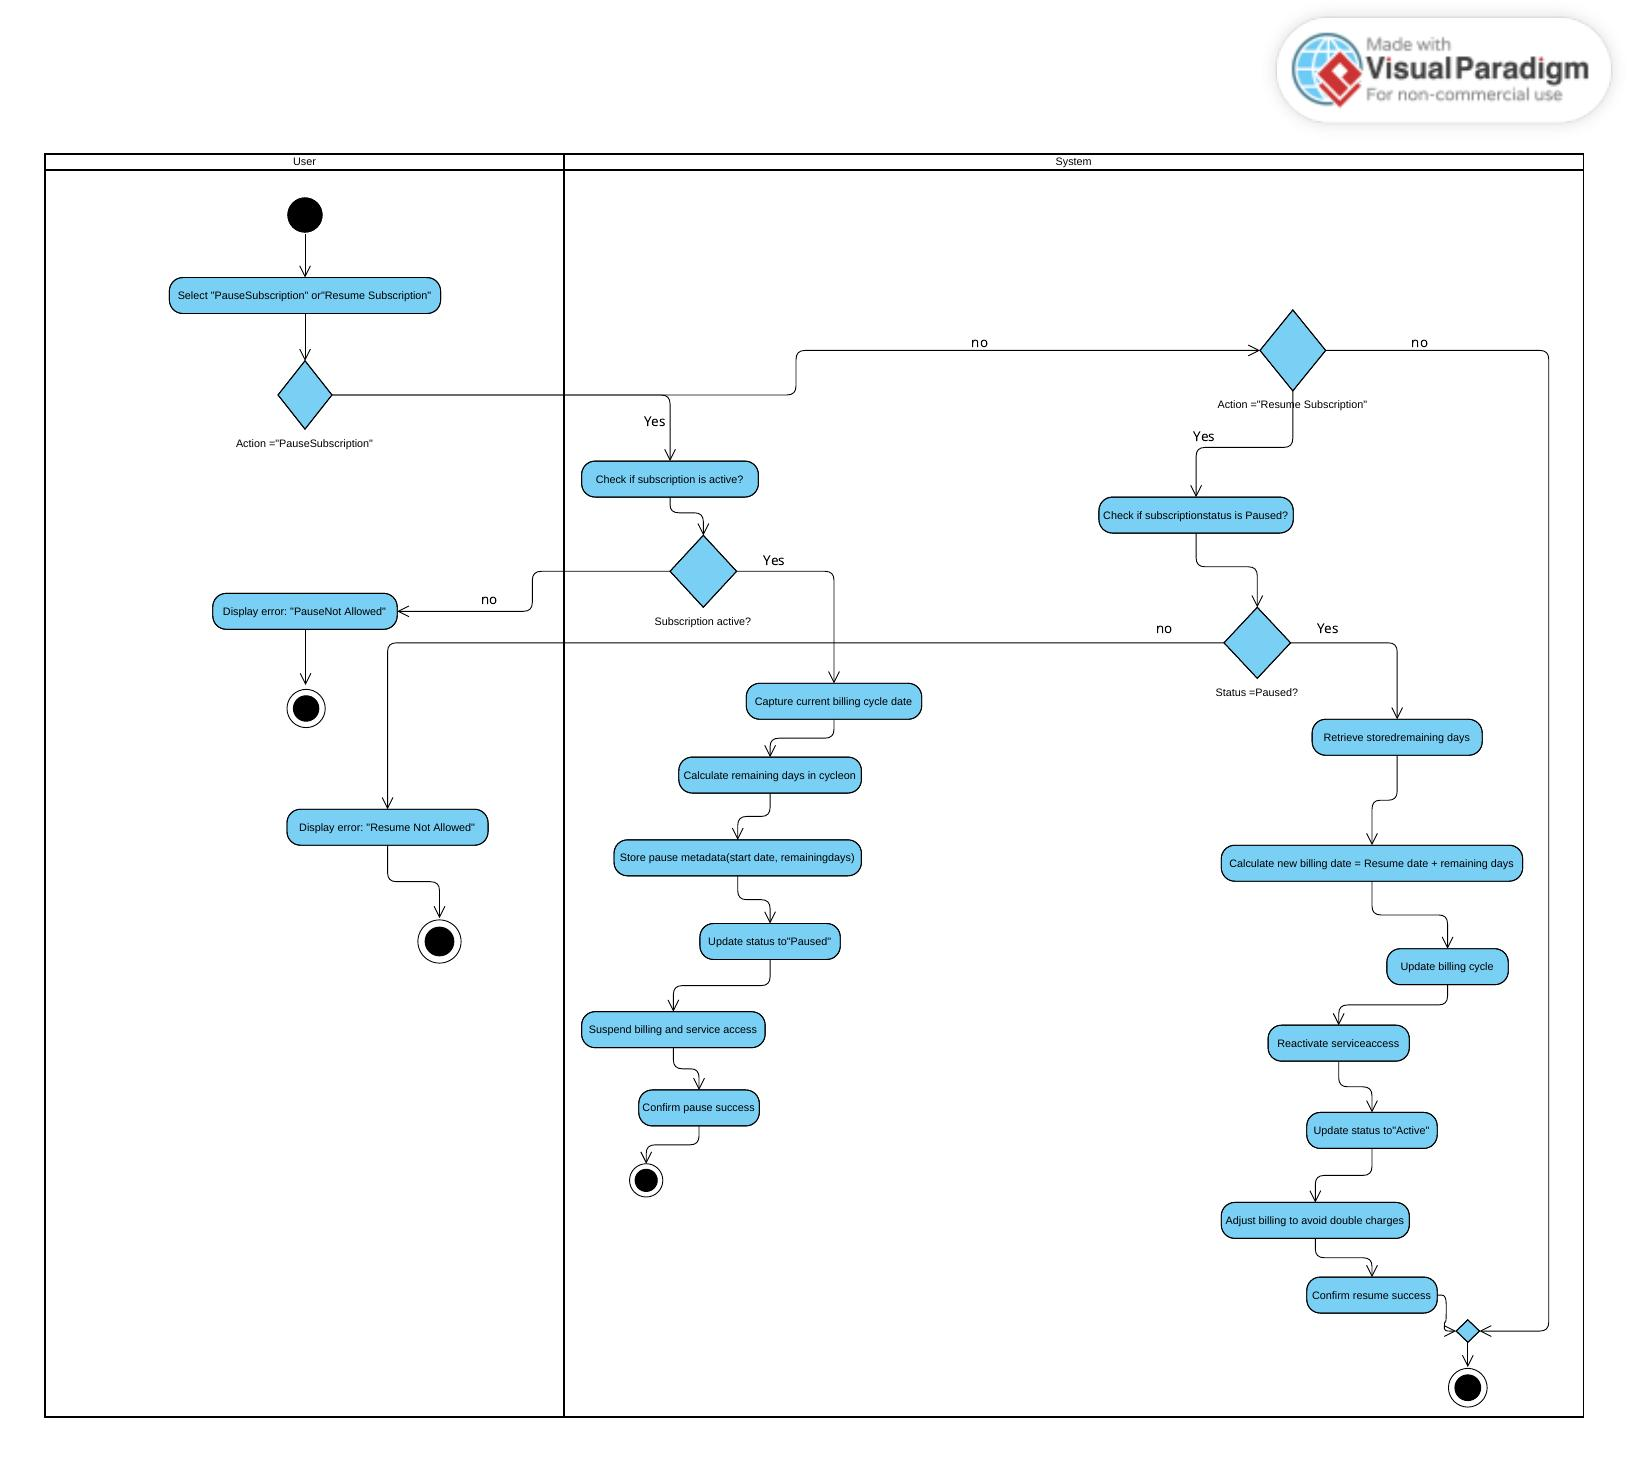 Made with
Visual Paradigm
For non-commercial use
User
System
Select "PauseSubscription" or"Resume Subscription"
no
no
Action ="Resume Subscription"
Yes
Yes
Action ="PauseSubscription"
Check if subscription is active?
Check if subscriptionstatus is Paused?
Yes
no
Display error: "PauseNot Allowed"
Subscription active?
no
Yes
Status =Paused?
Capture current billing cycle date
Retrieve storedremaining days
Calculate remaining days in cycleon
Display error: "Resume Not Allowed"
Store pause metadata(start date, remainingdays)
Calculate new billing date = Resume date + remaining days
Update status to"Paused"
Update billing cycle
Suspend billing and service access
Reactivate serviceaccess
Confirm pause success
Update status to"Active"
Adjust billing to avoid double charges
Confirm resume success